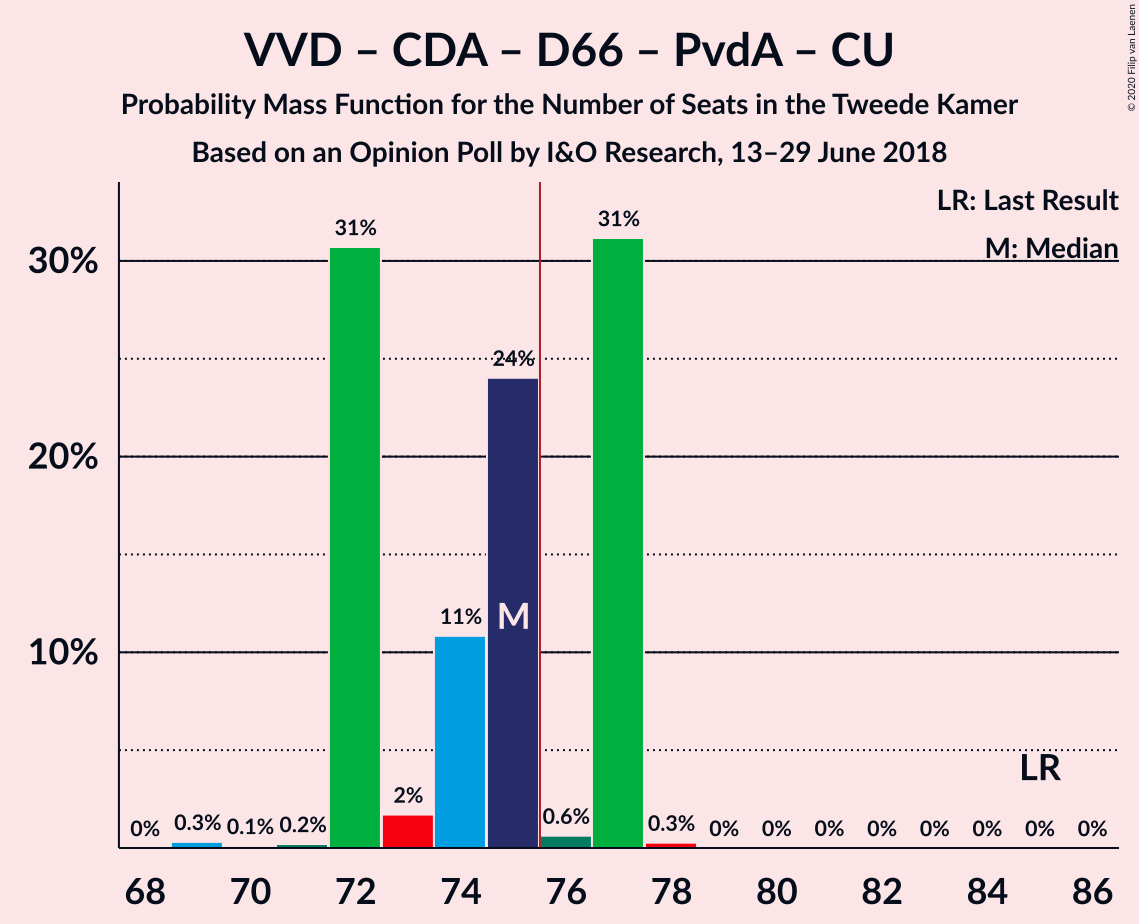 VVD – CDA – D66 – PvdA – CU
Probability Mass Function for the Number of Seats in the Tweede Kamer
Based on an Opinion Poll by I&O Research, 13–29 June 2018
© 2020 Filip van Laenen
LR: Last Result
M: Median
30%
20%
10%
0% 0.3% 0.1% 0.2% 31% 2% 11% 24% 0.6% 31% 0.3% 0% 0% 0% 0% 0% 0% 0% 0%
M
LR
68 70 72 74 76 78 80 82 84 86